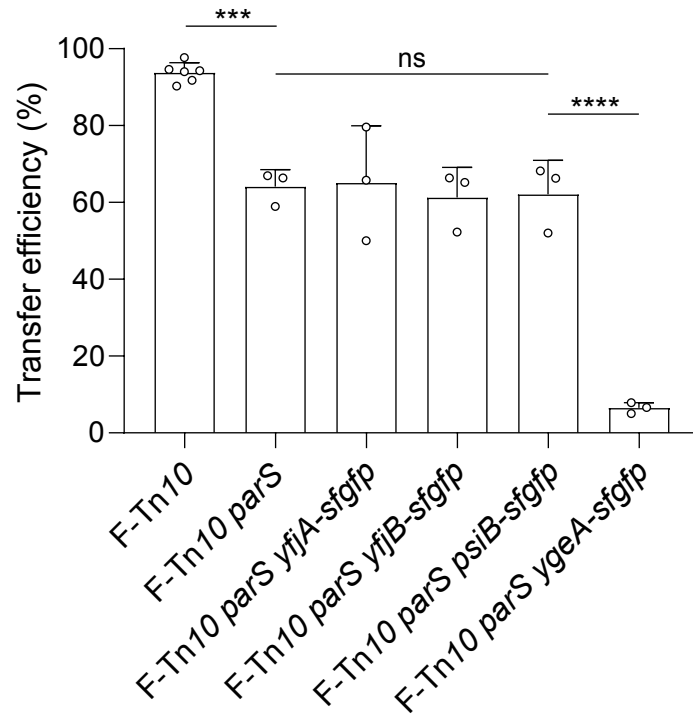 ***
ns
****
Transfer efficiency (%)
100
80
60
40
20
0
F-Tn10
F-Tn10 parS
F-Tn10 parS yfjA-sfgfp
F-Tn10 parS yfjB-sfgfp
F-Tn10 parS psiB-sfgfp
F-Tn10 parS ygeA-sfgfp